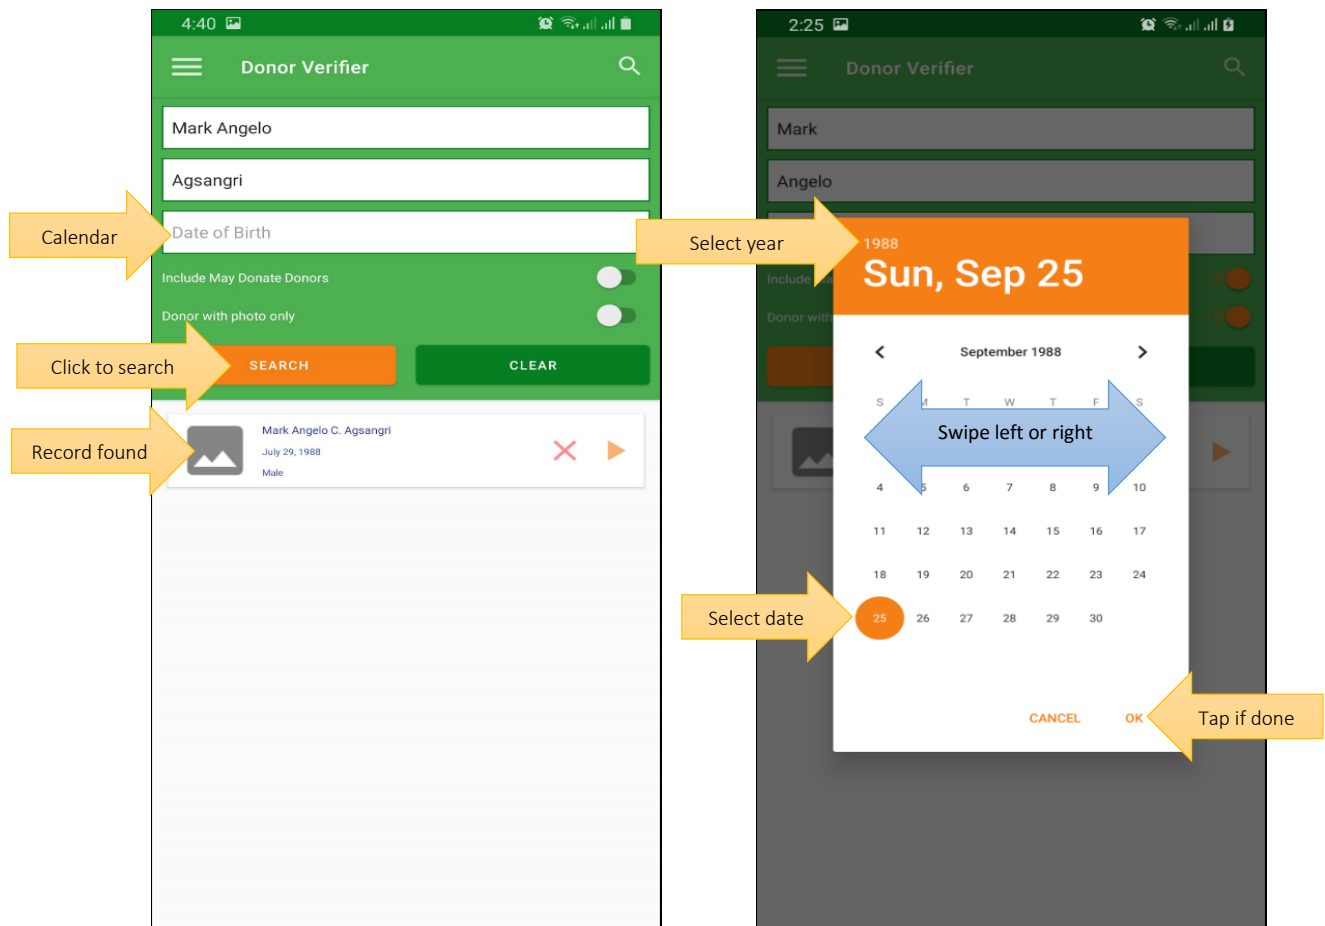 4:40
Donor Verifier
Mark Angelo
Agsangri
Calendar
Date of Birth
Include May Donate Donors
Donor with photo only
Click to search
SEARCH
CLEAR
Record found
Mark Angelo C. Agsangri
July 29, 1988
Male
2:25
Donor Verifier
Mark
Angelo
Select year
1988
Sun, Sep 25
Include
Donor with
September 1988
S M T W T F S
Swipe left or right
4 5 6 7 8 9 10
11 12 13 14 15 16 17
18 19 20 21 22 23 24
Select date
25 26 27 28 29 30
CANCEL
OK
Tap if done